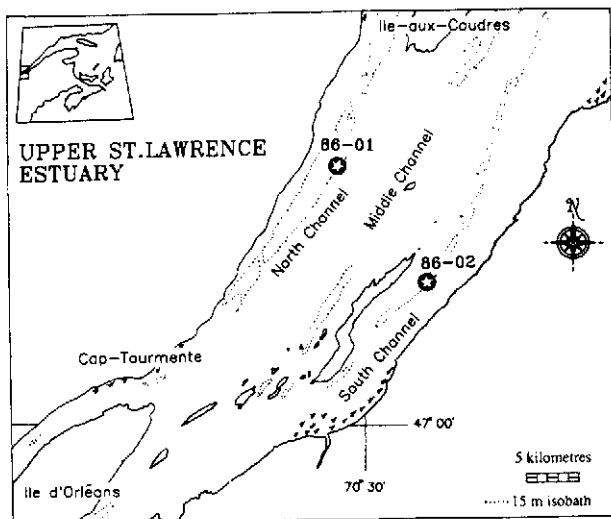 Ile-aux-Coudres
UPPER ST.LAWRENCE
ESTUARY
86-01
North Channel
Middle Channel
N
86-02
Cap-Tourmente
South Channel
47° 00'
5 kilometres
70° 30'
Ile d'Orléans
15 m isobath